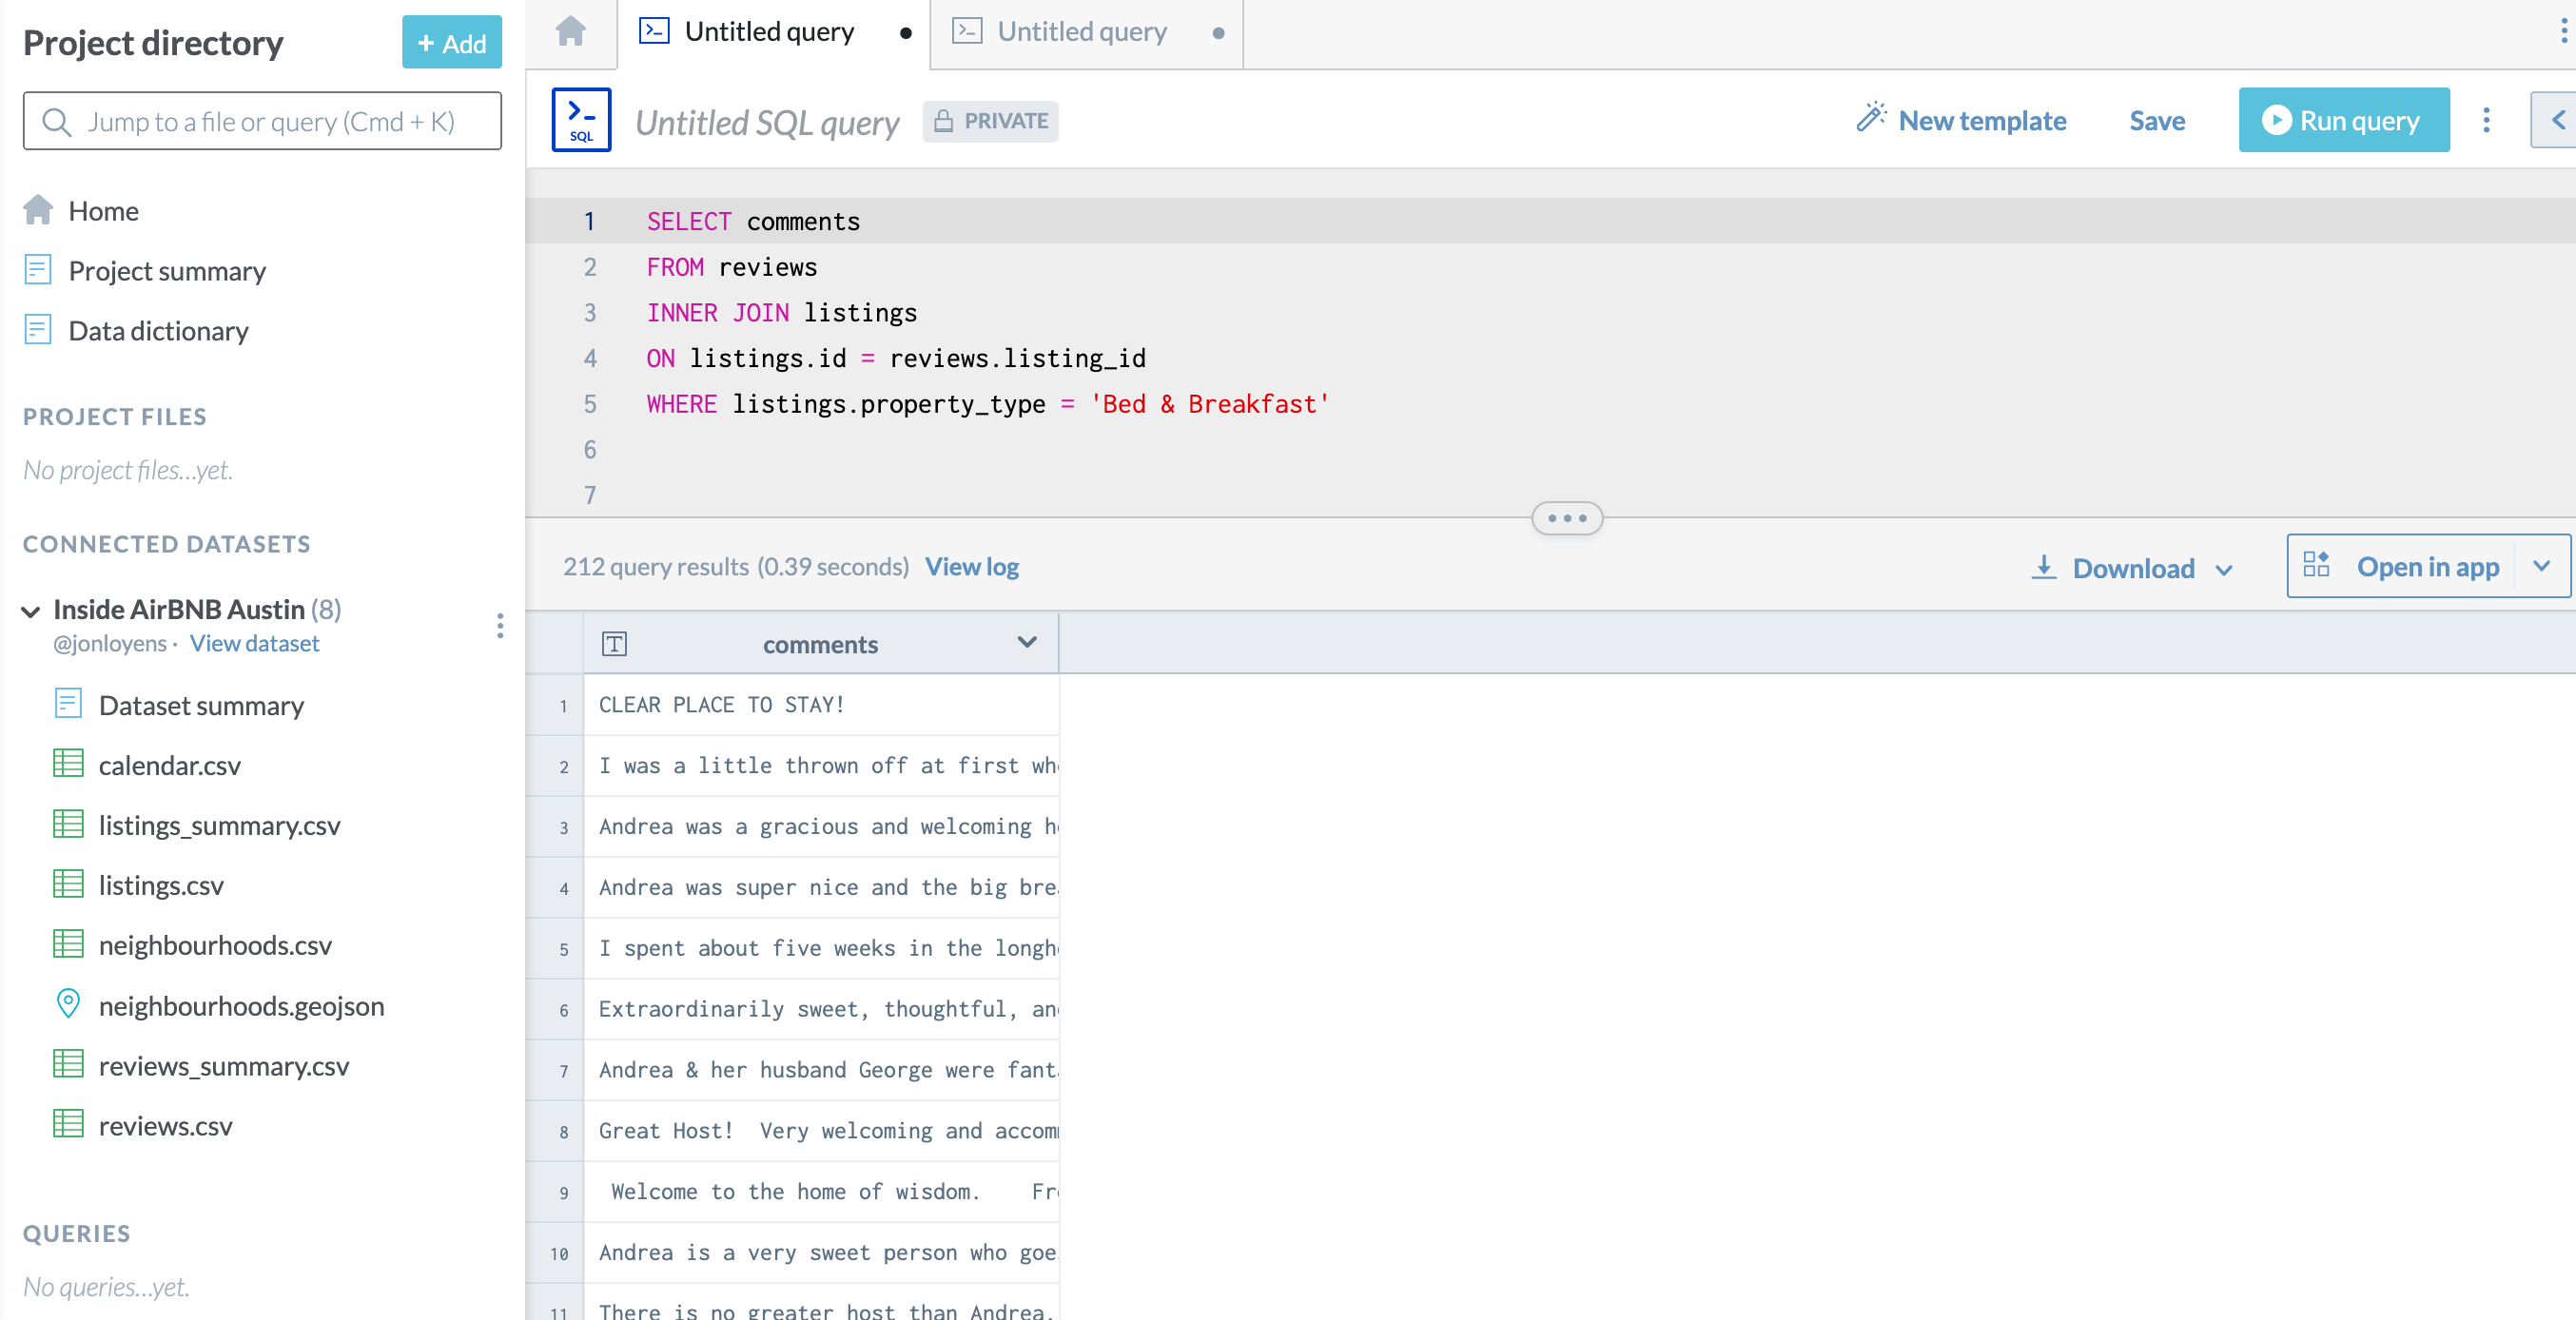 Project directory
+ Add
Jump to a file or query (Cmd + K)
Home
Project summary
Data dictionary
PROJECT FILES
No project files...yet.
CONNECTED DATASETS
Inside AirBNB Austin (8)
@jonloyens · View dataset
Dataset summary
calendar.csv
listings_summary.csv
listings.csv
neighbourhoods.csv
neighbourhoods.geojson
reviews_summary.csv
reviews.csv
QUERIES
No queries...yet.
Untitled query
Untitled query
SQL
Untitled SQL query
PRIVATE
New template
Save
Run query
1 SELECT comments
2 FROM reviews
3 INNER JOIN listings
4 ON listings.id = reviews.listing_id
5 WHERE listings.property_type = 'Bed & Breakfast'
6
7
212 query results (0.39 seconds) View log
Download
Open in app
T comments
1 CLEAR PLACE TO STAY!
2 I was a little thrown off at first
3 Andrea was a gracious and welcoming
4 Andrea was super nice and the big
5 I spent about five weeks in the
6 Extraordinarily sweet, thoughtful,
7 Andrea & her husband George were
8 Great Host! Very welcoming and
9 Welcome to the home of wisdom.
10 Andrea is a very sweet person who
11 There is no greater host than Andrea.